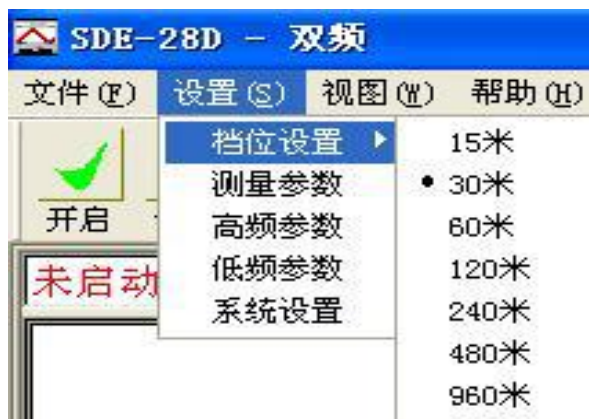 SDE-28D - 双频
文件(F) 设置(S) 视图(W) 帮助(H)
档位设置
测量参数
高频参数
低频参数
系统设置
15米
30米
60米
120米
240米
480米
960米
开启
未启动